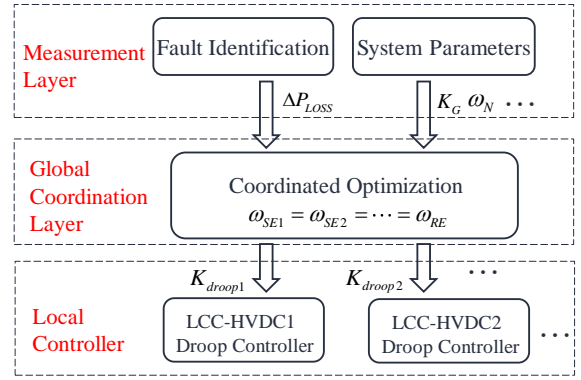 Measurement Layer
Fault Identification
System Parameters
ΔP_LOSS
K_G ω_N ...
Global Coordination Layer
Coordinated Optimization
ω_SE1 = ω_SE2 = ⋯ = ω_RE
K_droop1
K_droop2
...
Local Controller
LCC-HVDC1
Droop Controller
LCC-HVDC2
Droop Controller
...